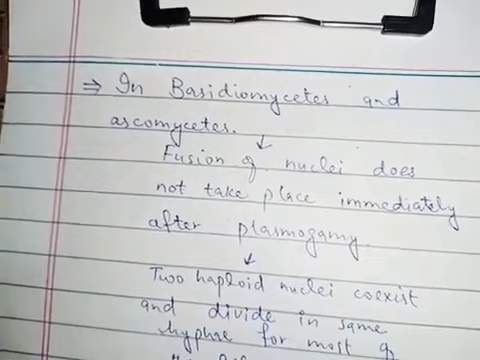 ⇒ In Basidiomycetes and
ascomycetes.
↓
Fusion of nuclei does
not take place immediately
after plasmogamy
↓
Two haploid nuclei coexist
and divide in same
hyphae for most of